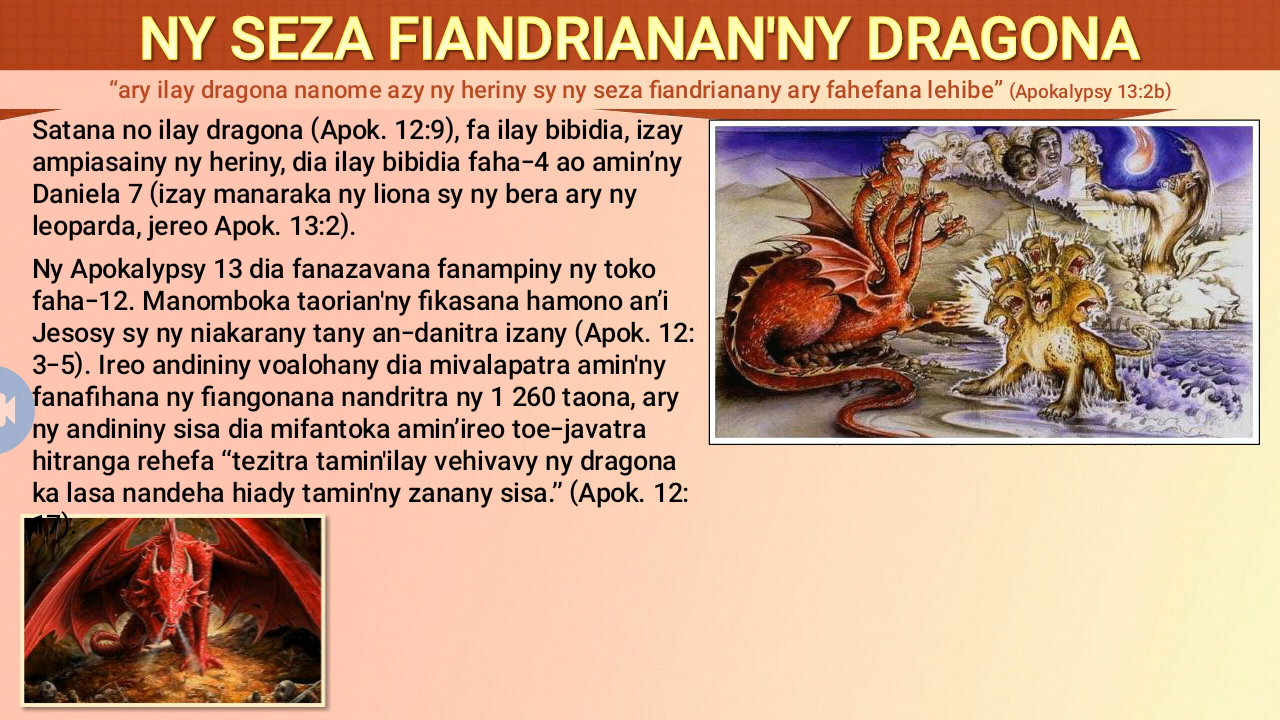 NY SEZA FIANDRIANAN'NY DRAGONA
“ary ilay dragona nanome azy ny heriny sy ny seza fiandrianany ary fahefana lehibe” (Apokalypsy 13:2b)
Satana no ilay dragona (Apok. 12:9), fa ilay bibidia, izay
ampiasainy ny heriny, dia ilay bibidia faha-4 ao amin’ny
Daniela 7 (izay manaraka ny liona sy ny bera ary ny
leoparda, jereo Apok. 13:2).
Ny Apokalypsy 13 dia fanazavana fanampiny ny toko
faha-12. Manomboka taorian'ny fikasana hamono an’i
Jesosy sy ny niakarany tany an-danitra izany (Apok. 12:
3-5). Ireo andininy voalohany dia mivalapatra amin'ny
fanafihana ny fiangonana nandritra ny 1 260 taona, ary
ny andininy sisa dia mifantoka amin’ireo toe-javatra
hitranga rehefa “tezitra tamin'ilay vehivavy ny dragona
ka lasa nandeha hiady tamin'ny zanany sisa.” (Apok. 12:
17).